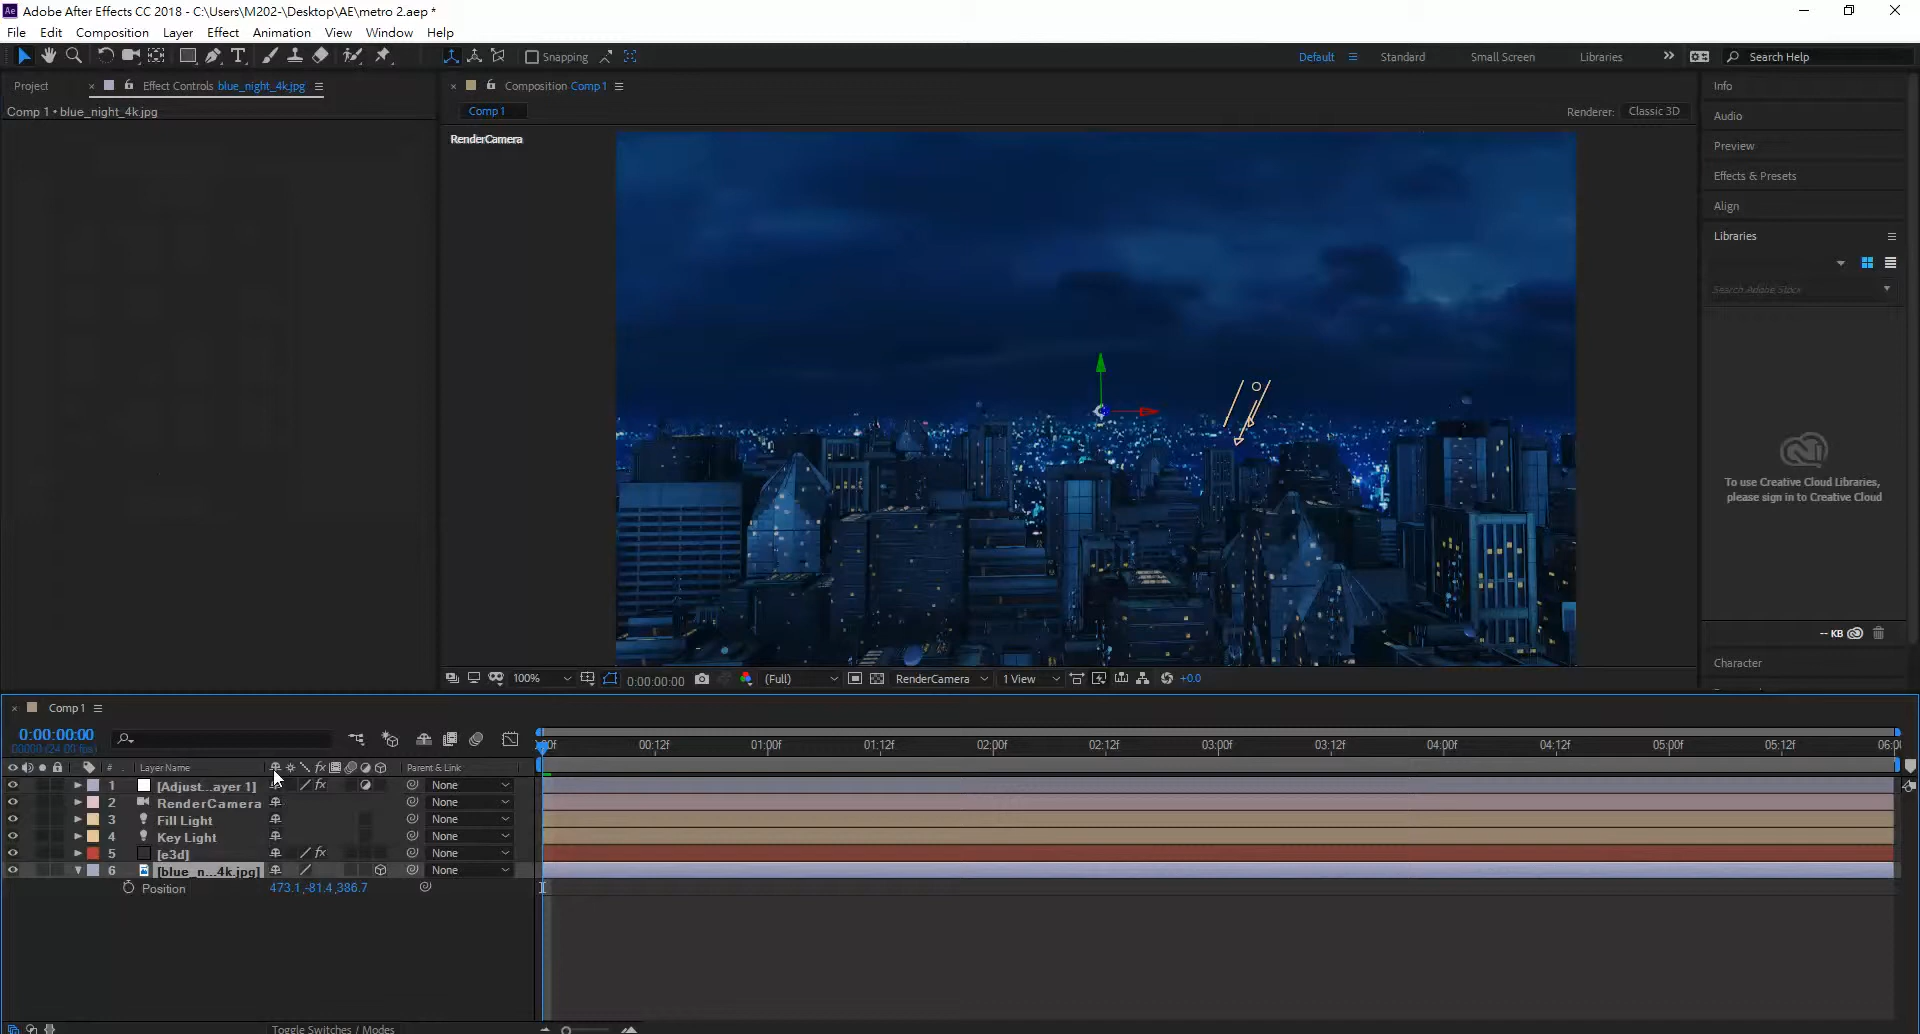 Adobe After Effects CC 2018 - C:\Users\M202-\Desktop\AE\metro 2.aep *
File Edit Composition Layer Effect Animation View Window Help
Snapping
Default Standard Small Screen Libraries Search Help
Project Effect Controls blue_night_4k.jpg
Comp 1 • blue_night_4k.jpg
Composition Comp 1
Comp 1
Renderer: Classic 3D
RenderCamera
Info
Audio
Preview
Effects & Presets
Align
Libraries
Search Adobe Stock
To use Creative Cloud Libraries,
please sign in to Creative Cloud
-- KB
Character
100% 0:00:00:00 (Full) RenderCamera 1 View +0.0
Comp 1
0:00:00:00
00000 (24.00 fps)
:00f 00:12f 01:00f 01:12f 02:00f 02:12f 03:00f 03:12f 04:00f 04:12f 05:00f 05:12f 06:0
# Layer Name Parent & Link
1 [Adjust...ayer 1] fx None
2 RenderCamera None
3 Fill Light None
4 Key Light None
5 [e3d] fx None
6 [blue_n...4k.jpg] None
Position 473.1,-81.4,386.7
Toggle Switches / Modes